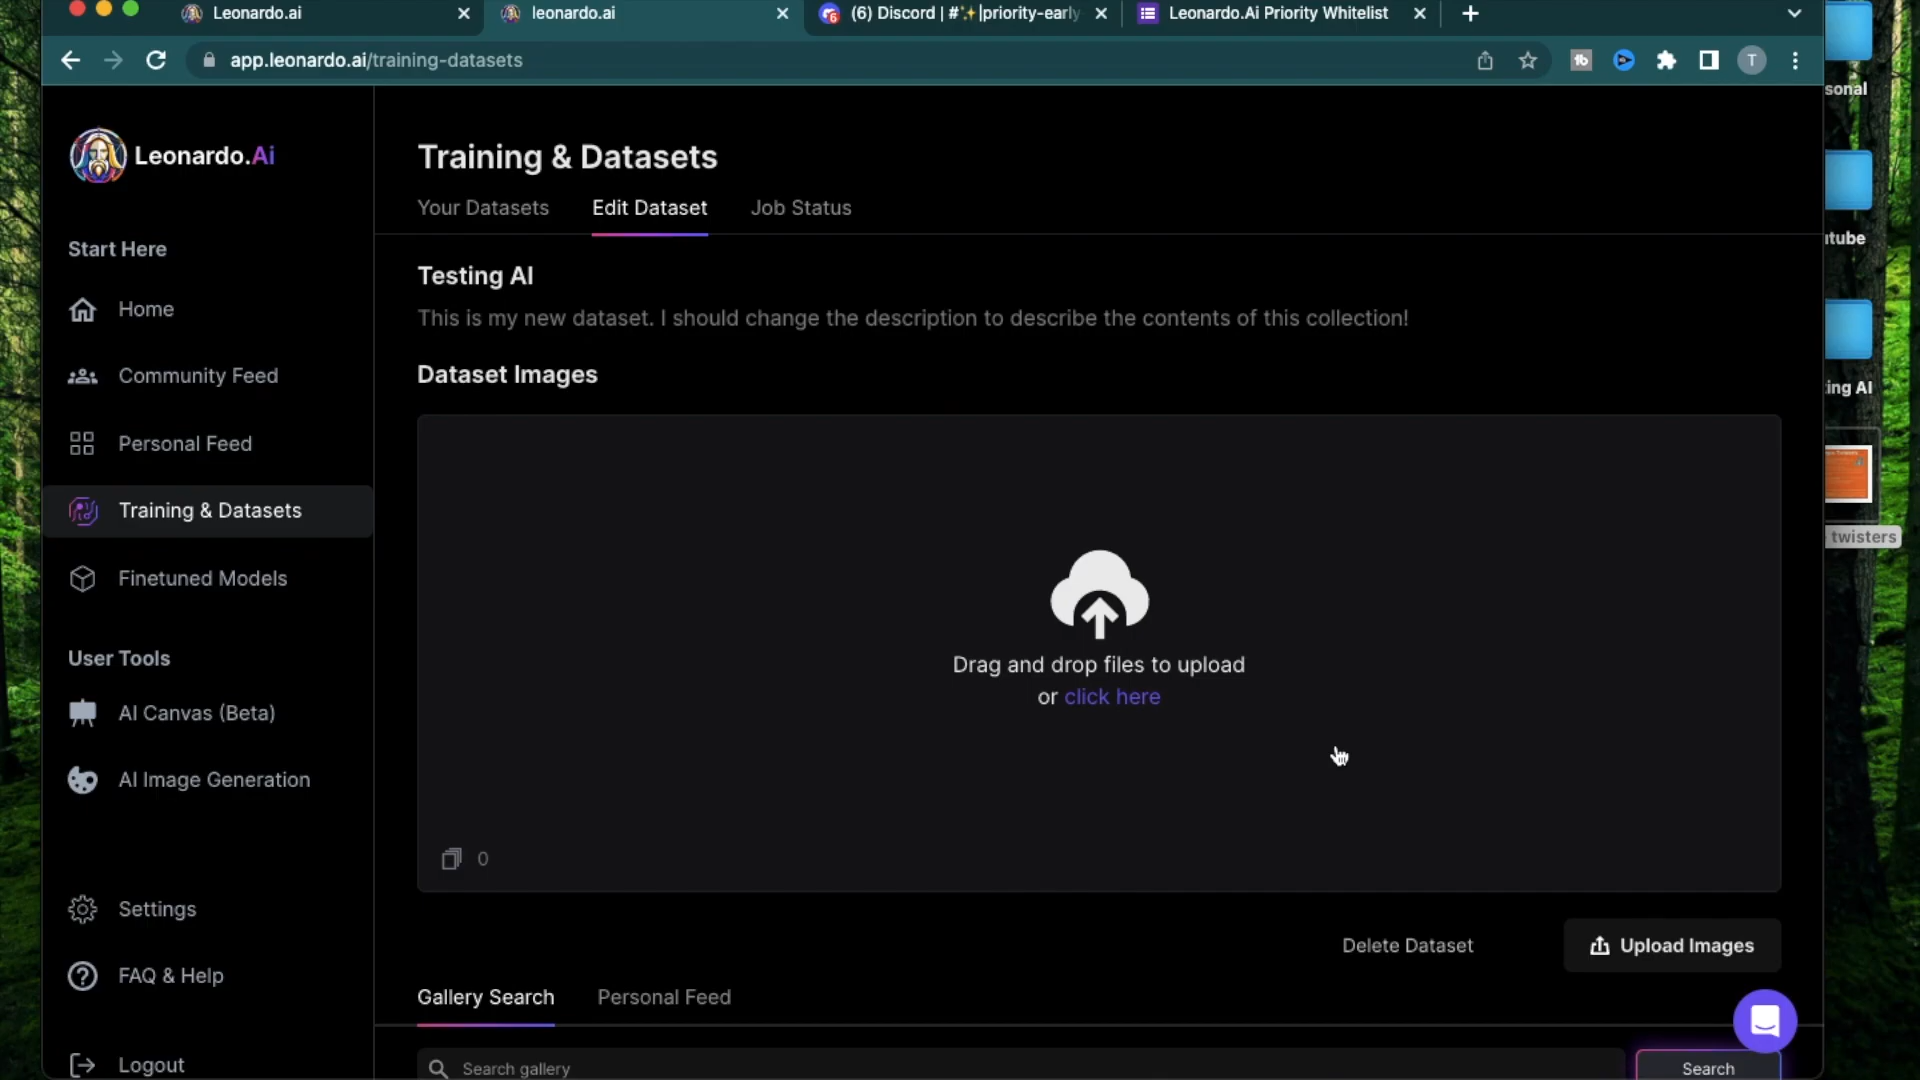 Leonardo.ai
leonardo.ai
(6) Discord | #✨|priority-early-
Leonardo.Ai Priority Whitelist
app.leonardo.ai/training-datasets
T
sonal
Leonardo.Ai
Training & Datasets
Your Datasets
Edit Dataset
Job Status
Start Here
utube
Testing AI
Home
This is my new dataset. I should change the description to describe the contents of this collection!
Community Feed
Dataset Images
ing AI
Personal Feed
Training & Datasets
twisters
Finetuned Models
User Tools
Drag and drop files to upload
or click here
AI Canvas (Beta)
AI Image Generation
0
Settings
Delete Dataset
Upload Images
FAQ & Help
Gallery Search
Personal Feed
Logout
Search gallery
Search